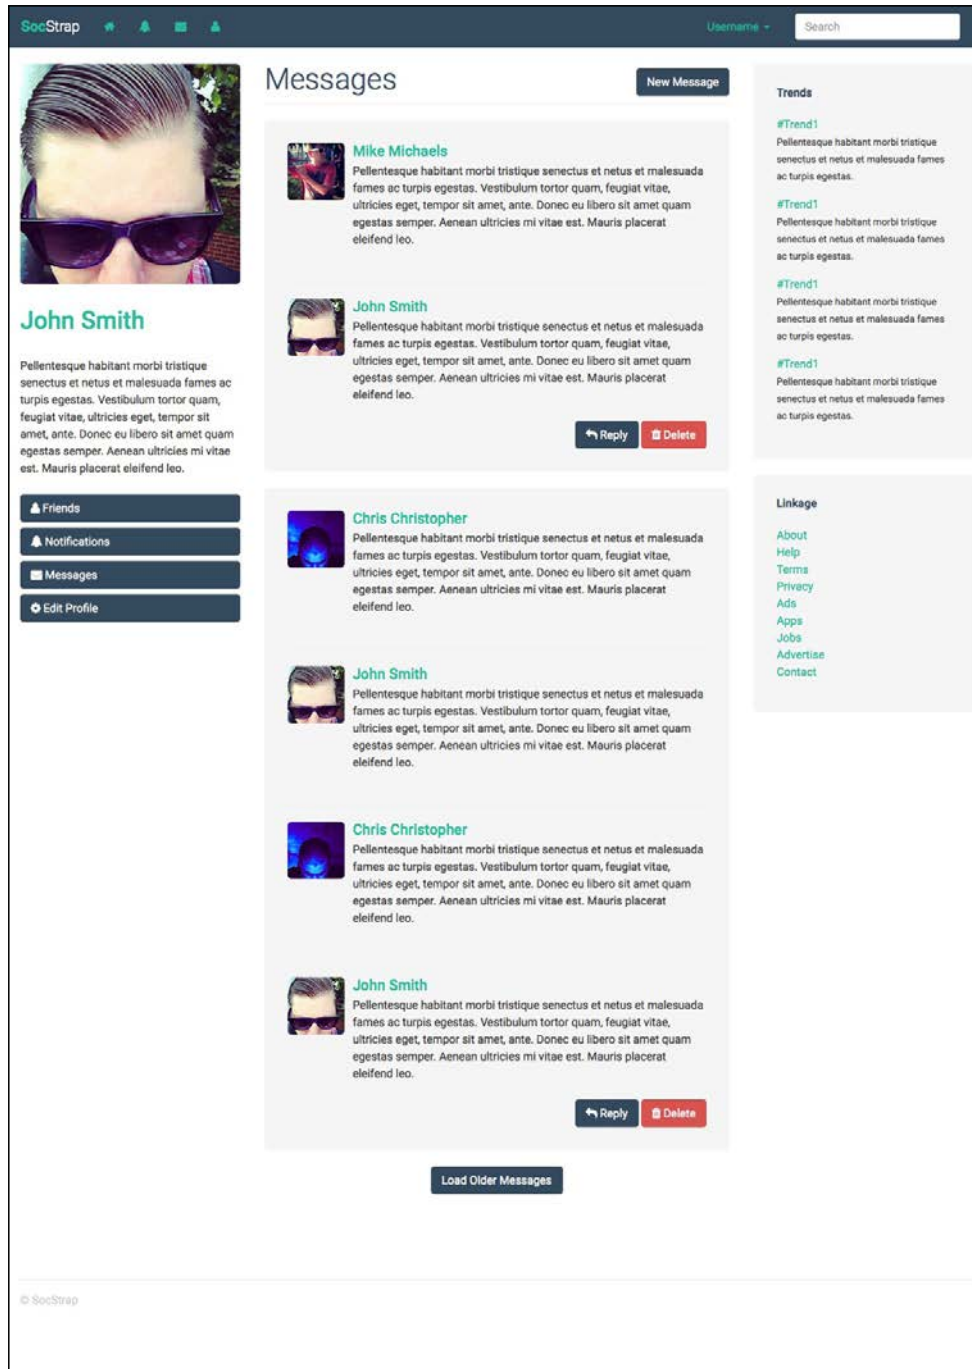 SocStrap
Username
Search
John Smith
Pellentesque habitant morbi tristique
senectus et netus et malesuada fames ac
turpis egestas. Vestibulum tortor quam,
feugiat vitae, ultricies eget, tempor sit
amet, ante. Donec eu libero sit amet quam
egestas semper. Aenean ultricies mi vitae
est. Mauris placerat eleifend leo.
Friends
Notifications
Messages
Edit Profile
Messages
New Message
Mike Michaels
Pellentesque habitant morbi tristique senectus et netus et malesuada
fames ac turpis egestas. Vestibulum tortor quam, feugiat vitae,
ultricies eget, tempor sit amet, ante. Donec eu libero sit amet quam
egestas semper. Aenean ultricies mi vitae est. Mauris placerat
eleifend leo.
John Smith
Pellentesque habitant morbi tristique senectus et netus et malesuada
fames ac turpis egestas. Vestibulum tortor quam, feugiat vitae,
ultricies eget, tempor sit amet, ante. Donec eu libero sit amet quam
egestas semper. Aenean ultricies mi vitae est. Mauris placerat
eleifend leo.
Reply
Delete
Chris Christopher
Pellentesque habitant morbi tristique senectus et netus et malesuada
fames ac turpis egestas. Vestibulum tortor quam, feugiat vitae,
ultricies eget, tempor sit amet, ante. Donec eu libero sit amet quam
egestas semper. Aenean ultricies mi vitae est. Mauris placerat
eleifend leo.
John Smith
Pellentesque habitant morbi tristique senectus et netus et malesuada
fames ac turpis egestas. Vestibulum tortor quam, feugiat vitae,
ultricies eget, tempor sit amet, ante. Donec eu libero sit amet quam
egestas semper. Aenean ultricies mi vitae est. Mauris placerat
eleifend leo.
Chris Christopher
Pellentesque habitant morbi tristique senectus et netus et malesuada
fames ac turpis egestas. Vestibulum tortor quam, feugiat vitae,
ultricies eget, tempor sit amet, ante. Donec eu libero sit amet quam
egestas semper. Aenean ultricies mi vitae est. Mauris placerat
eleifend leo.
John Smith
Pellentesque habitant morbi tristique senectus et netus et malesuada
fames ac turpis egestas. Vestibulum tortor quam, feugiat vitae,
ultricies eget, tempor sit amet, ante. Donec eu libero sit amet quam
egestas semper. Aenean ultricies mi vitae est. Mauris placerat
eleifend leo.
Reply
Delete
Load Older Messages
Trends
#Trend1
Pellentesque habitant morbi tristique
senectus et netus et malesuada fames
ac turpis egestas.
#Trend1
Pellentesque habitant morbi tristique
senectus et netus et malesuada fames
ac turpis egestas.
#Trend1
Pellentesque habitant morbi tristique
senectus et netus et malesuada fames
ac turpis egestas.
#Trend1
Pellentesque habitant morbi tristique
senectus et netus et malesuada fames
ac turpis egestas.
Linkage
About
Help
Terms
Privacy
Ads
Apps
Jobs
Advertise
Contact
© SocStrap